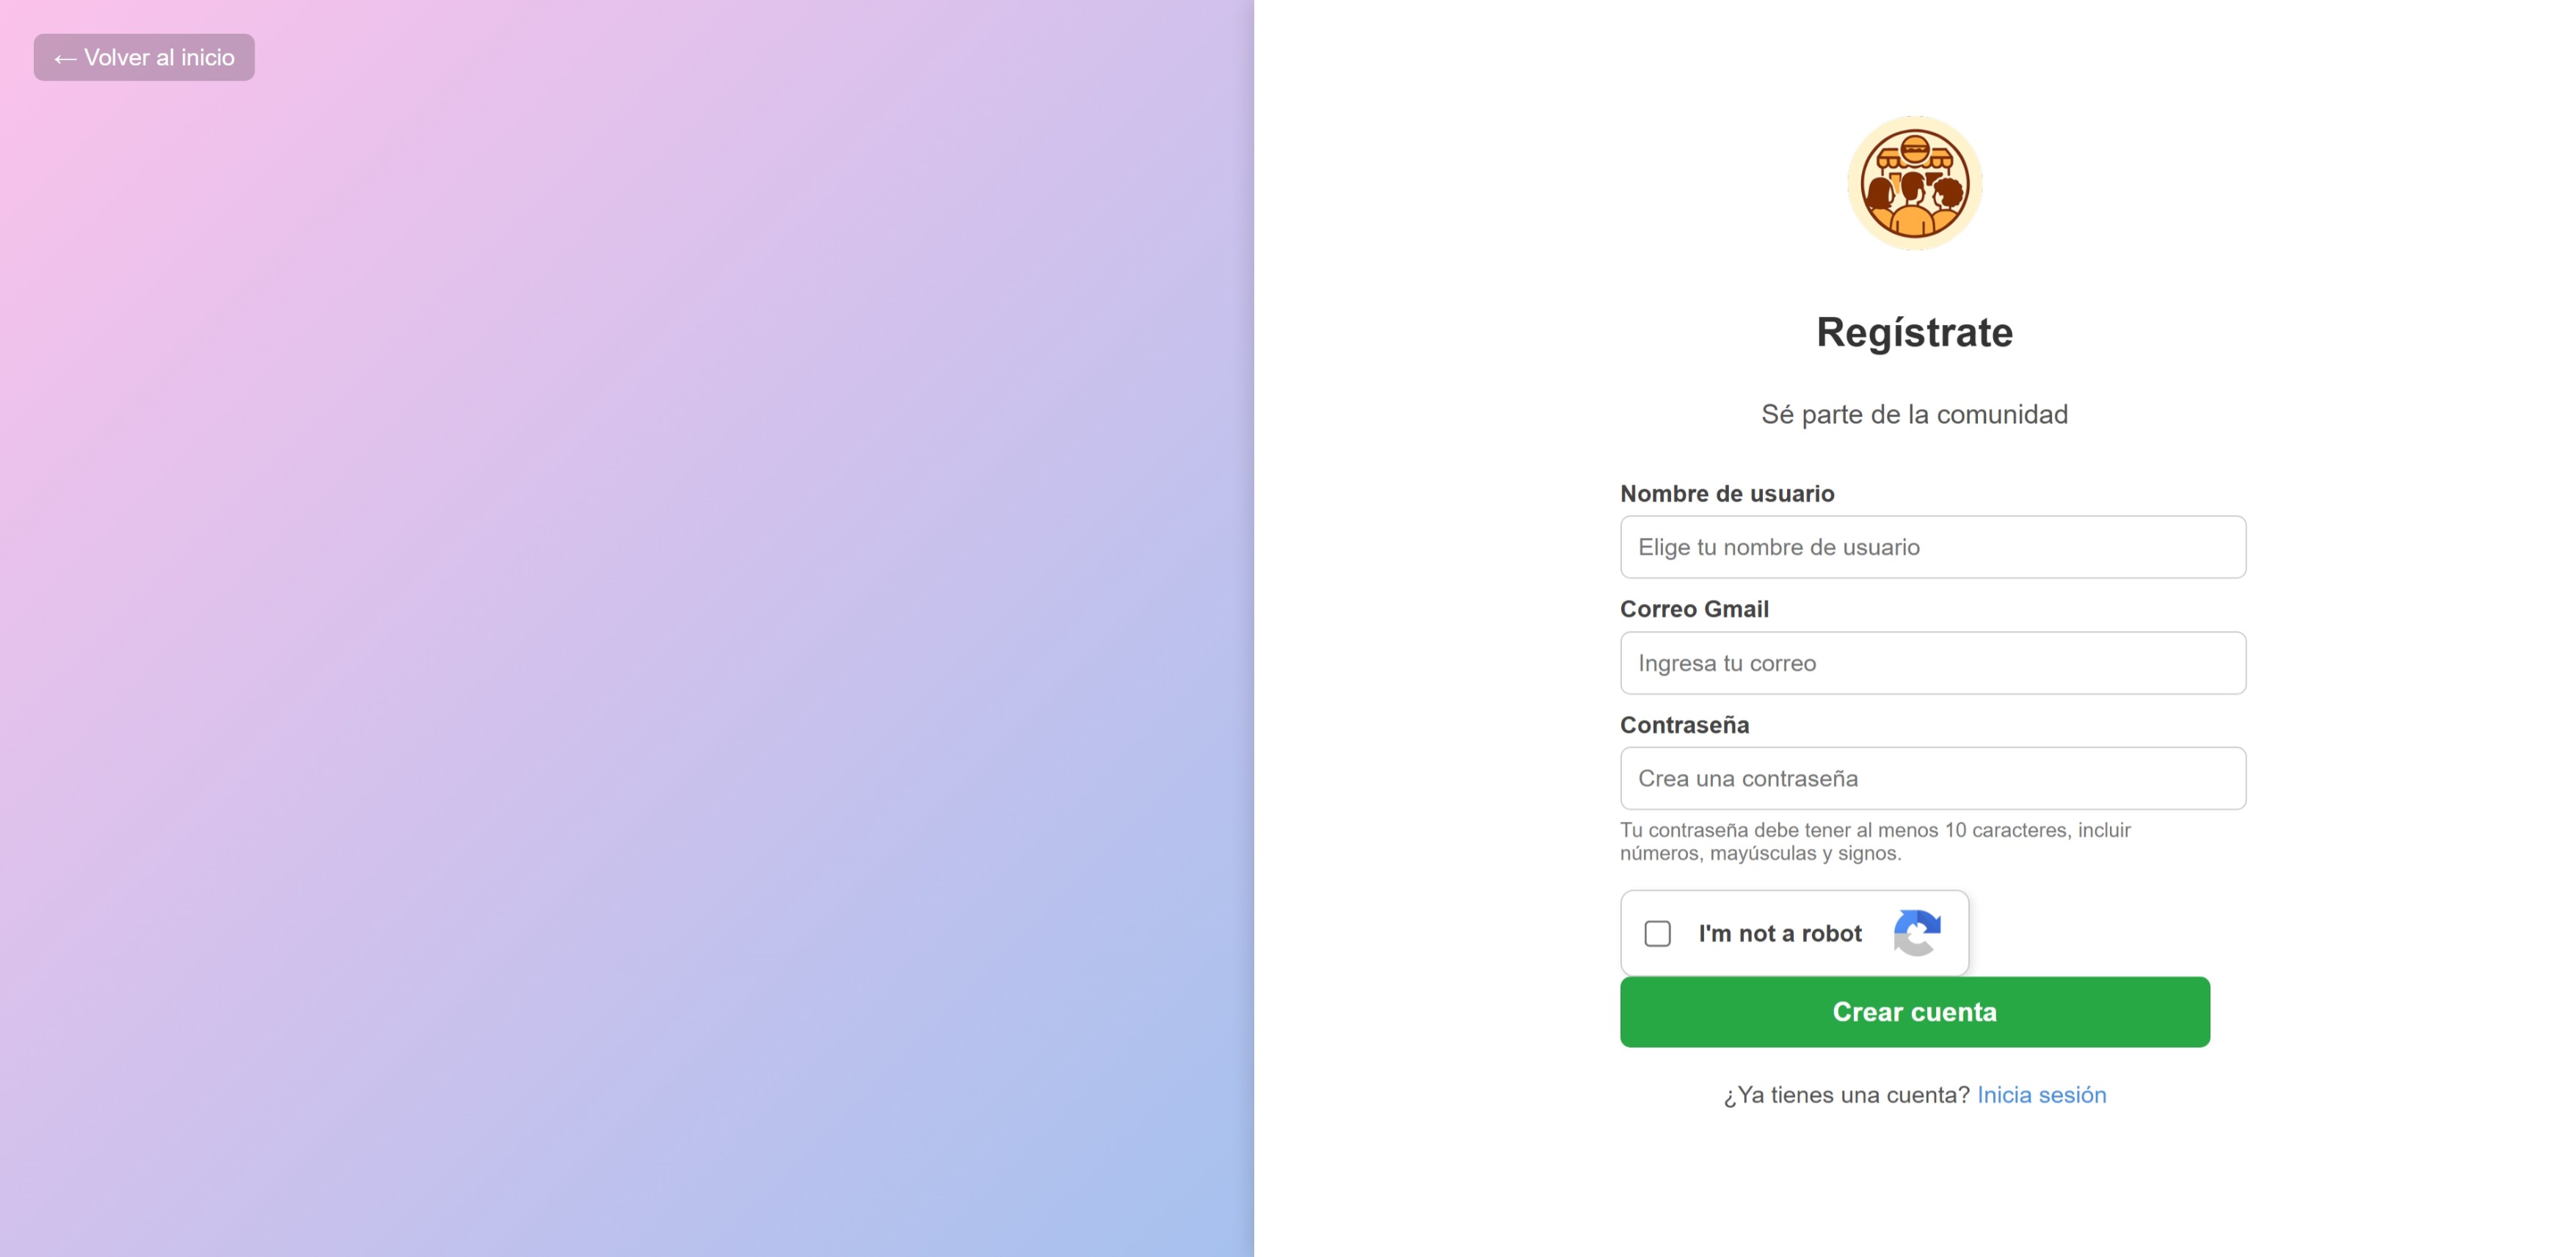 ← Volver al inicio
Regístrate
Sé parte de la comunidad
Nombre de usuario
Elige tu nombre de usuario
Correo Gmail
Ingresa tu correo
Contraseña
Crea una contraseña
Tu contraseña debe tener al menos 10 caracteres, incluir
números, mayúsculas y signos.
I'm not a robot
Crear cuenta
¿Ya tienes una cuenta? Inicia sesión